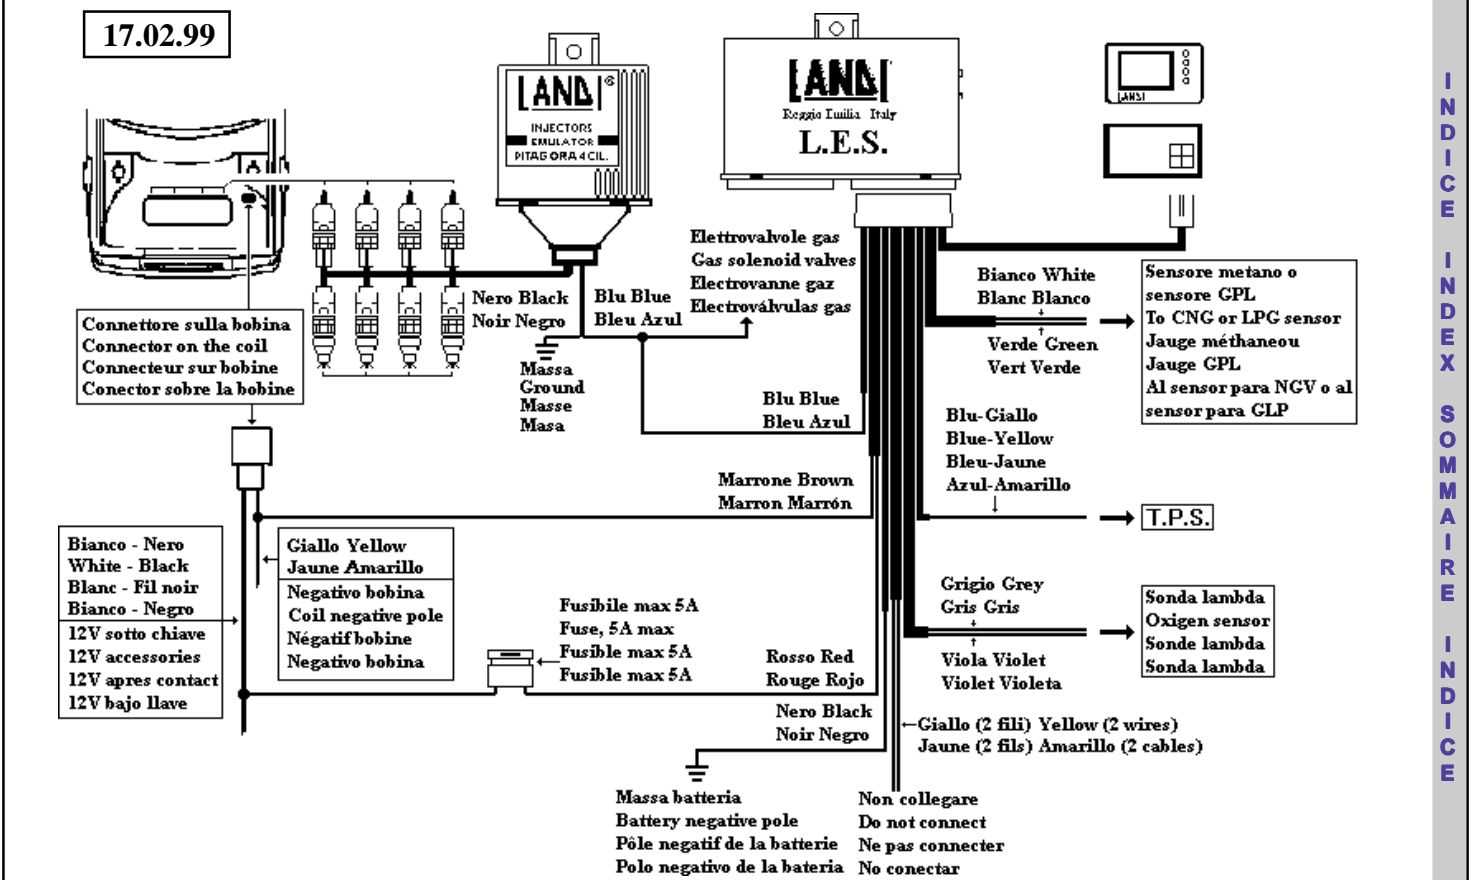 17.02.99
LANDI®
INJECTORS
EMULATOR
PITAGORA 4 CIL.
LANDI
Reggio Emilia Italy
L.E.S.
LANDI
Elettrovalvole gas
Gas solenoid valves
Electrovanne gaz
Electroválvulas gas
Nero Black
Noir Negro
Blu Blue
Bleu Azul
Massa
Ground
Masse
Masa
Bianco White
Blanc Blanco
Verde Green
Vert Verde
Sensore metano o
sensore GPL
To CNG or LPG sensor
Jauge méthaneou
Jauge GPL
Al sensor para NGV o al
sensor para GLP
Connettore sulla bobina
Connector on the coil
Connecteur sur bobine
Conector sobre la bobine
Blu Blue
Bleu Azul
Blu-Giallo
Blue-Yellow
Bleu-Jaune
Azul-Amarillo
T.P.S.
Marrone Brown
Marron Marrón
Bianco - Nero
White - Black
Blanc - Fil noir
Bianco - Negro
12V sotto chiave
12V accessories
12V apres contact
12V bajo llave
Giallo Yellow
Jaune Amarillo
Negativo bobina
Coil negative pole
Négatif bobine
Negativo bobina
Fusibile max 5A
Fuse, 5A max
Fusible max 5A
Fusible max 5A
Rosso Red
Rouge Rojo
Grigio Grey
Gris Gris
Viola Violet
Violet Violeta
Sonda lambda
Oxigen sensor
Sonde lambda
Sonda lambda
Nero Black
Noir Negro
Giallo (2 fili) Yellow (2 wires)
Jaune (2 fils) Amarillo (2 cables)
Massa batteria
Battery negative pole
Pôle negatif de la batterie
Polo negativo de la bateria
Non collegare
Do not connect
Ne pas connecter
No conectar
INDICE INDEX SOMMAIRE INDICE